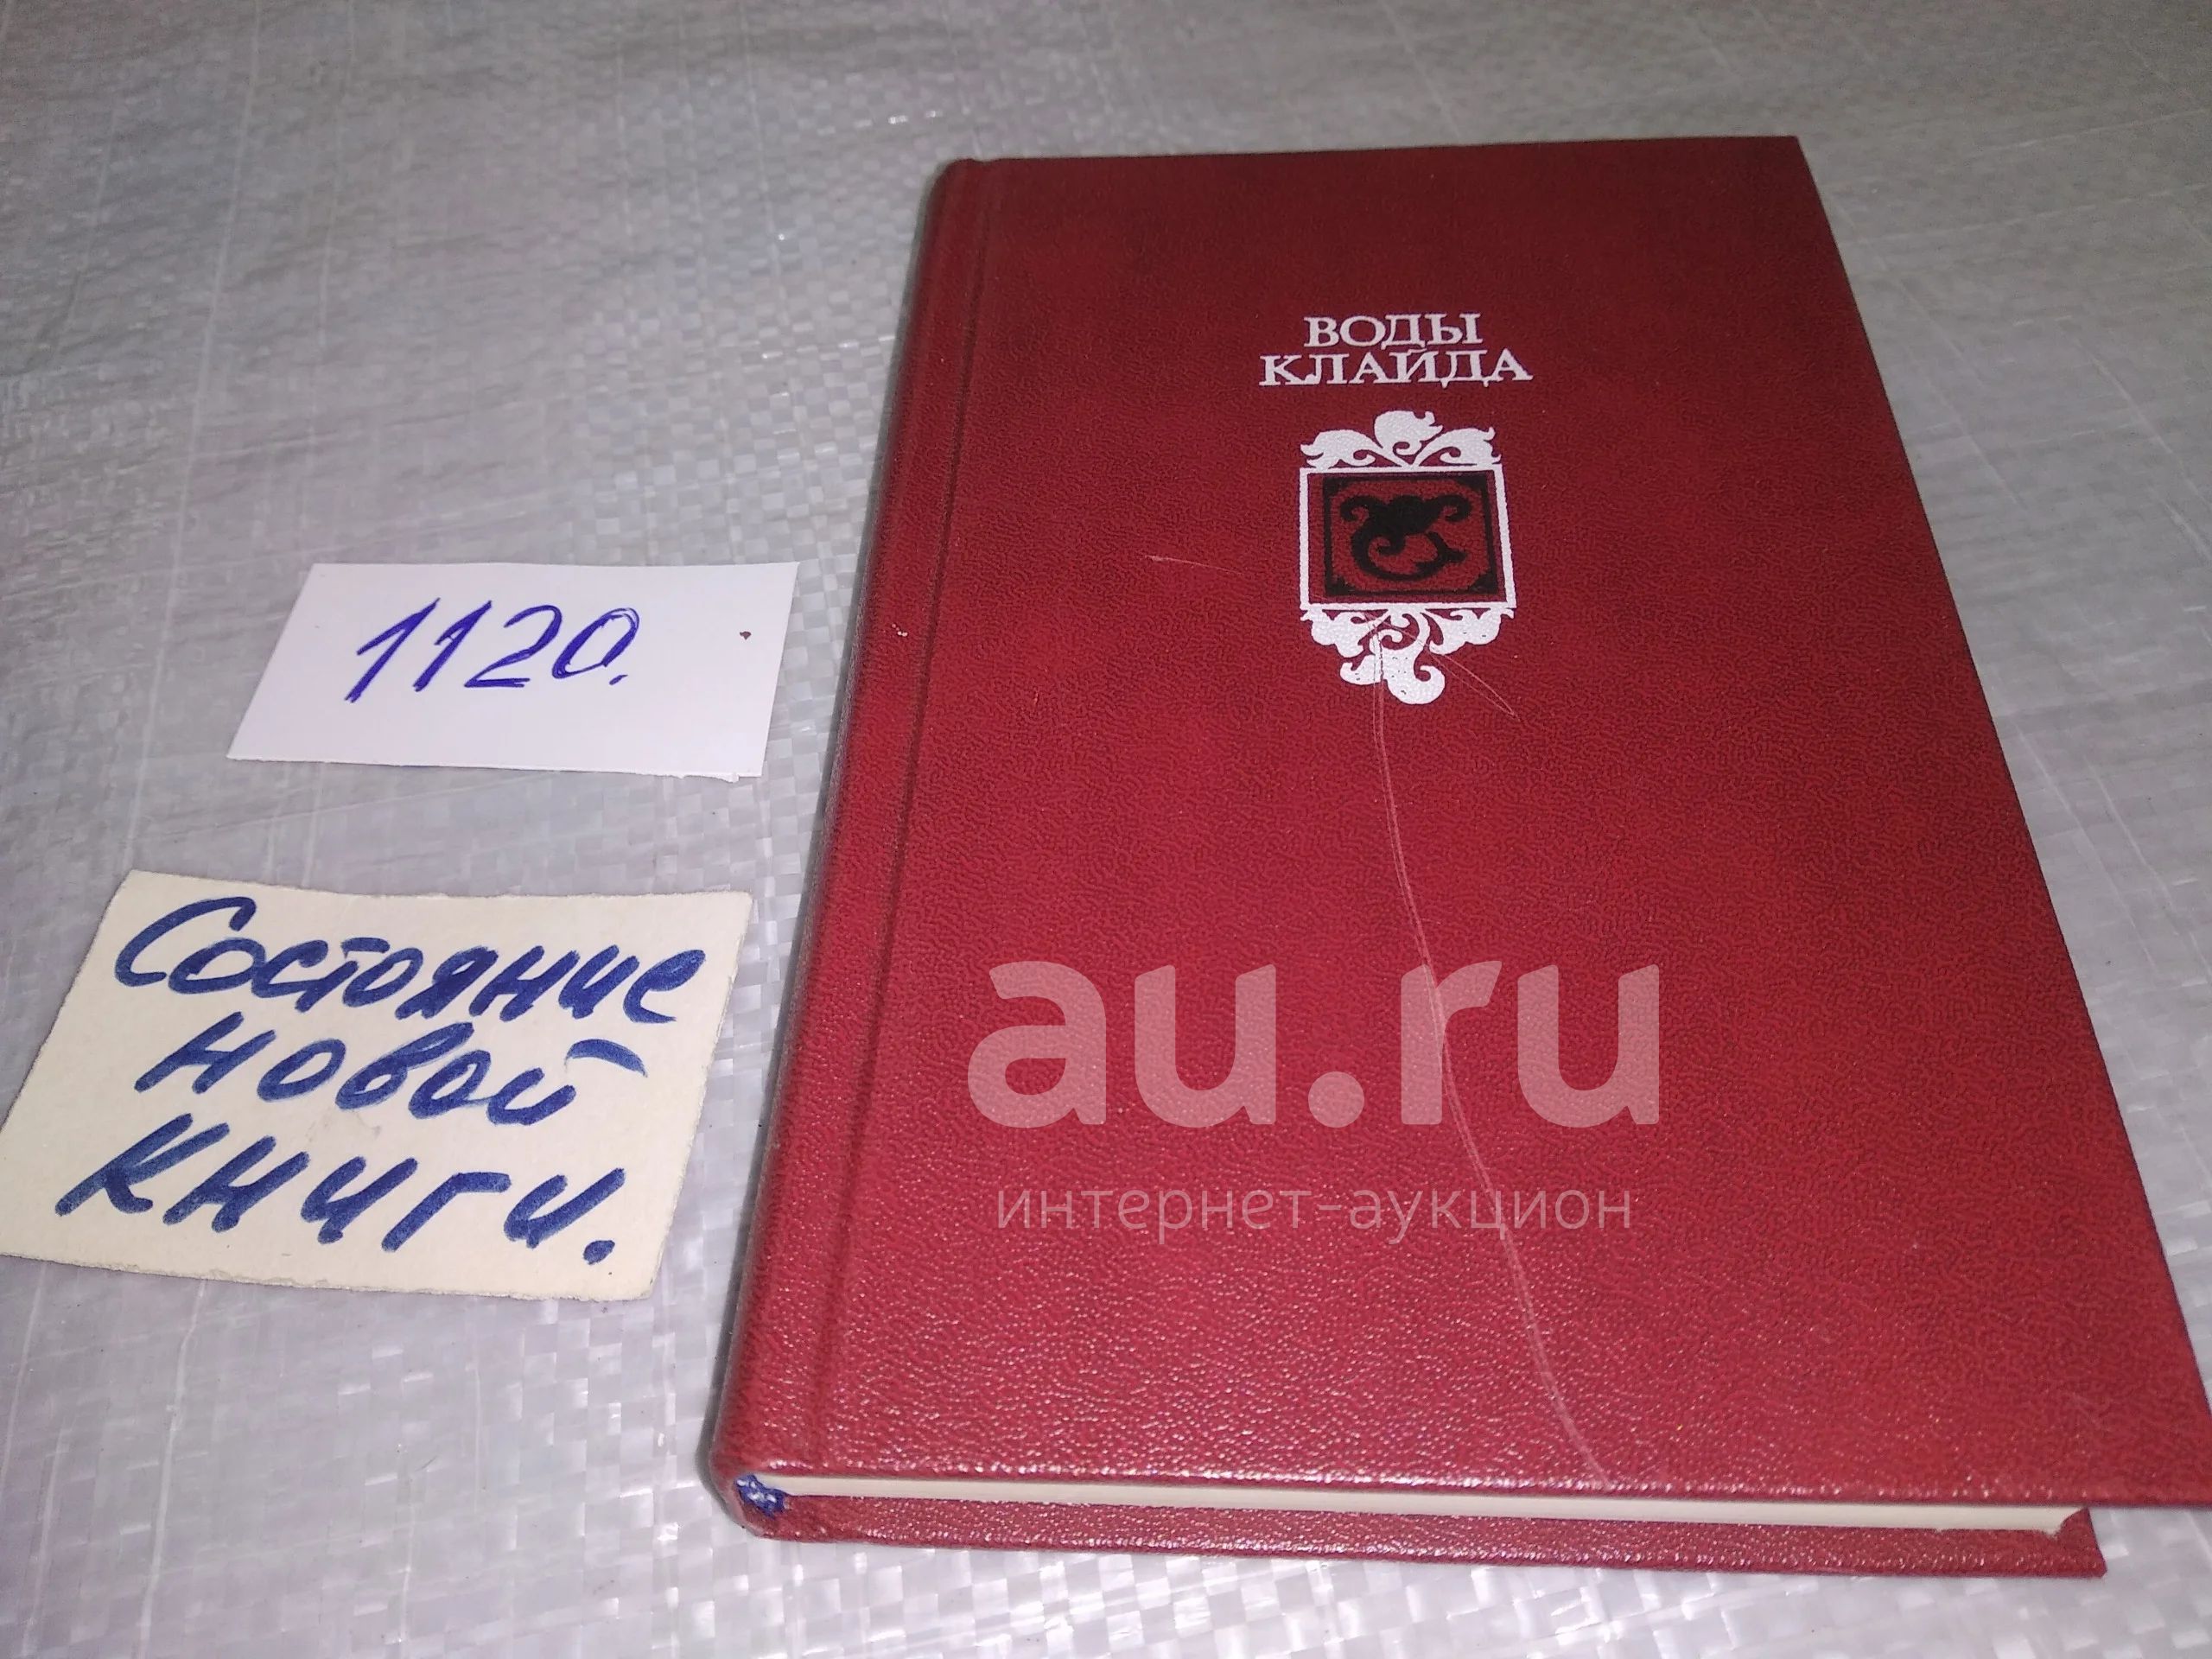 ВОДЫ
КЛАЙДА
1120.
Состояние
новой
книги.
au.ru
интернет-аукцион